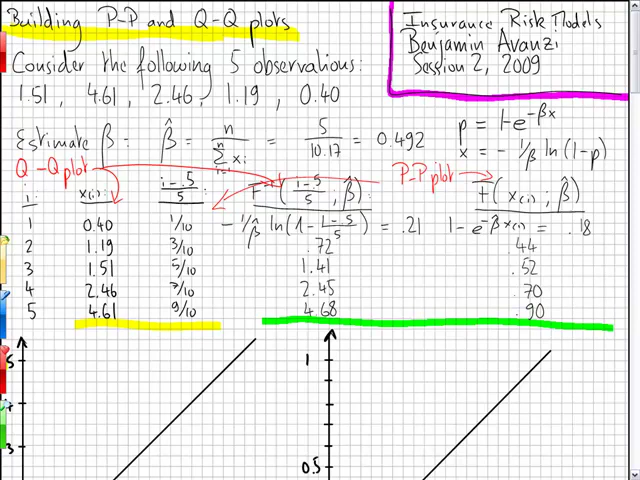 Building P-P and Q-Q plots
Insurance Risk Models
Benjamin Avanzi
Session 2, 2009
Consider the following 5 observations:
1.51, 4.61, 2.46, 1.19, 0.40
Estimate β = β̂ = n / Σ xi = 5 / 10.17 = 0.492
p = 1-e^-βx
x = -1/β ln(1-p)
Q-Q plot
P-P plot
i: x(i): i-.5/5 F^-1(i-.5/5 ; β̂): F(x(i); β̂)
1 0.40 1/10 -1/β̂ ln(1-(i-.5)/5) = .21 1-e^-βx(i) = .18
2 1.19 3/10 .72 .44
3 1.51 5/10 1.41 .52
4 2.46 7/10 2.45 .70
5 4.61 9/10 4.68 .90
5 1
3 0.5